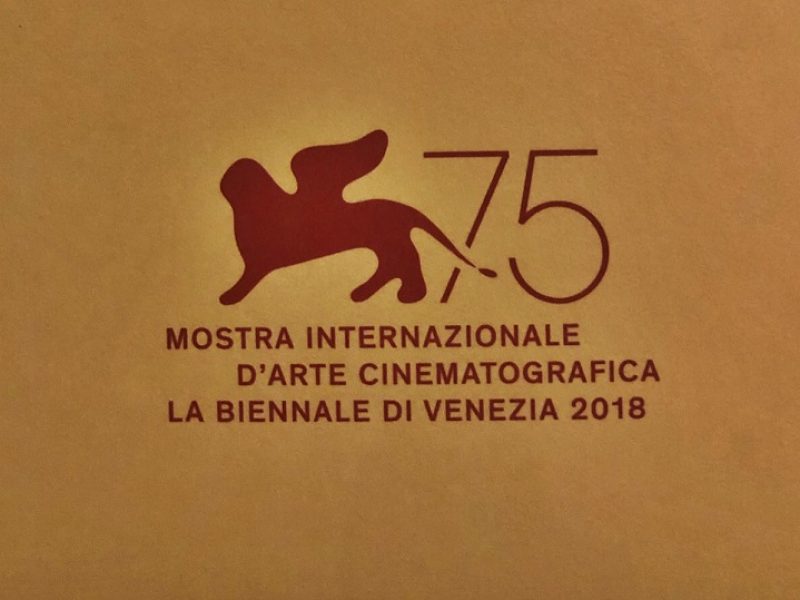 75
MOSTRA INTERNAZIONALE
D'ARTE CINEMATOGRAFICA
LA BIENNALE DI VENEZIA 2018